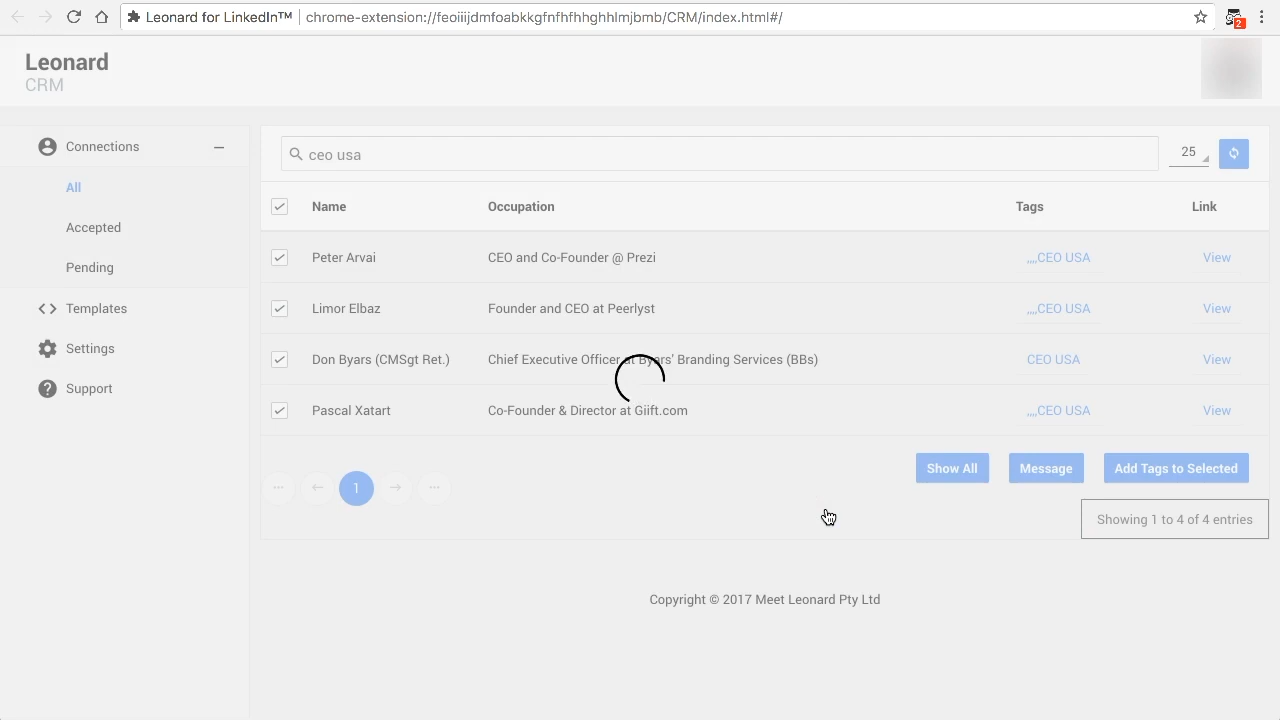 Leonard for LinkedIn™ chrome-extension://feoiiijdmfoabkkgfnfhfhhghhlmjbmb/CRM/index.html#/
2
Leonard
CRM
Connections
All
Accepted
Pending
Templates
Settings
Support
ceo usa
25
Name Occupation Tags Link
Peter Arvai CEO and Co-Founder @ Prezi ,,,,CEO USA View
Limor Elbaz Founder and CEO at Peerlyst ,,,,CEO USA View
Don Byars (CMSgt Ret.) Chief Executive Officer at Byars' Branding Services (BBs) CEO USA View
Pascal Xatart Co-Founder & Director at Giift.com ,,,,CEO USA View
... ← 1 → ...
Show All Message Add Tags to Selected
Showing 1 to 4 of 4 entries
Copyright © 2017 Meet Leonard Pty Ltd